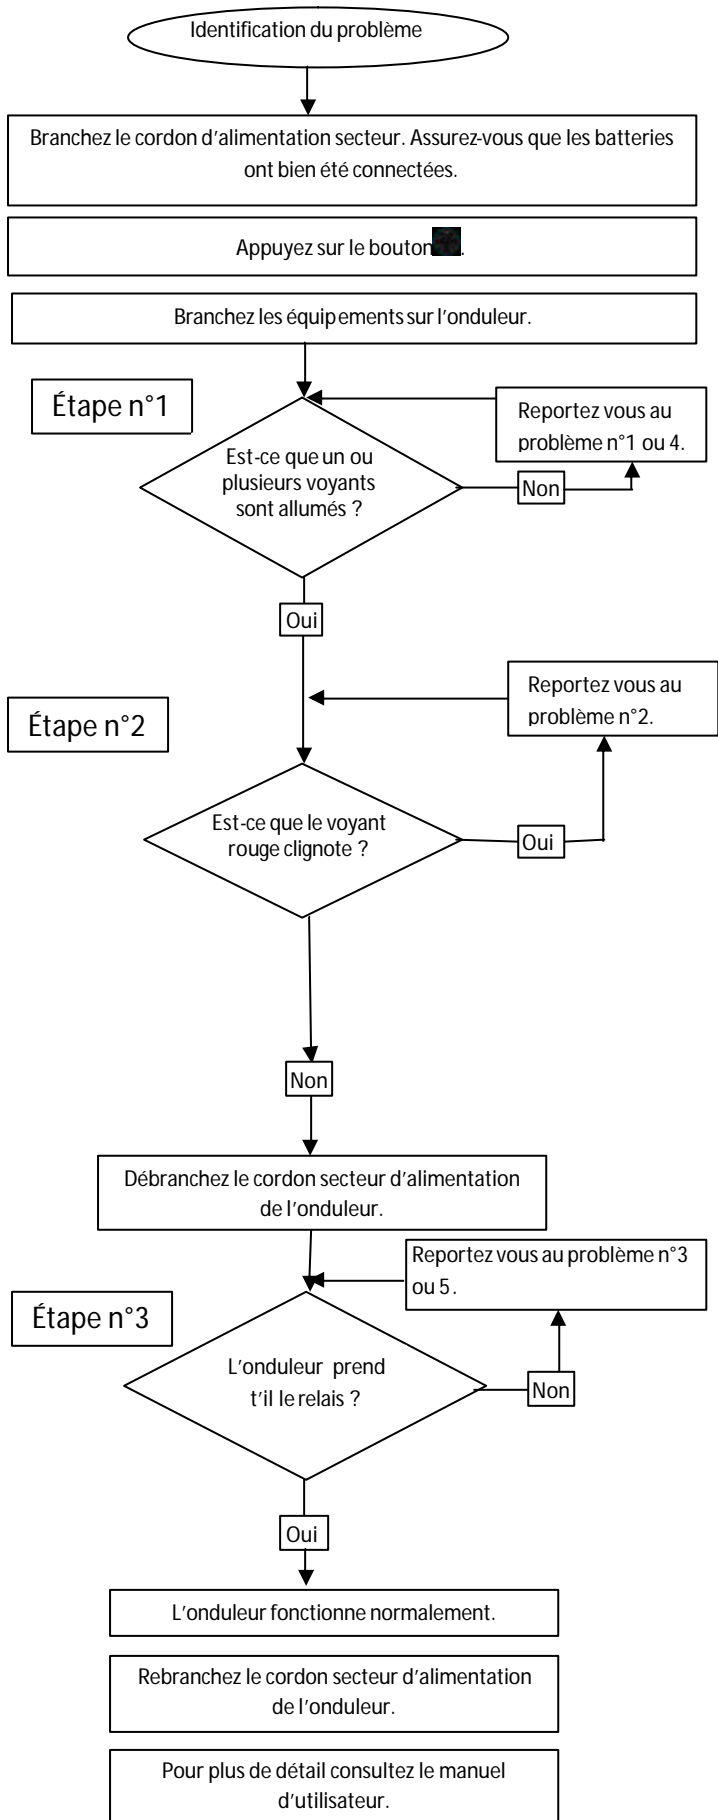 Identification du problème
Branchez le cordon d'alimentation secteur. Assurez-vous que les batteries
ont bien été connectées.
Appuyez sur le bouton .
Branchez les équipements sur l'onduleur.
Étape n°1
Reportez vous au
problème n°1 ou 4.
Est-ce que un ou
plusieurs voyants
sont allumés ?
Non
Oui
Étape n°2
Reportez vous au
problème n°2.
Est-ce que le voyant
rouge clignote ?
Oui
Non
Débranchez le cordon secteur d'alimentation
de l'onduleur.
Reportez vous au problème n°3
ou 5.
Étape n°3
L'onduleur prend
t'il le relais ?
Non
Oui
L'onduleur fonctionne normalement.
Rebranchez le cordon secteur d'alimentation
de l'onduleur.
Pour plus de détail consultez le manuel
d'utilisateur.